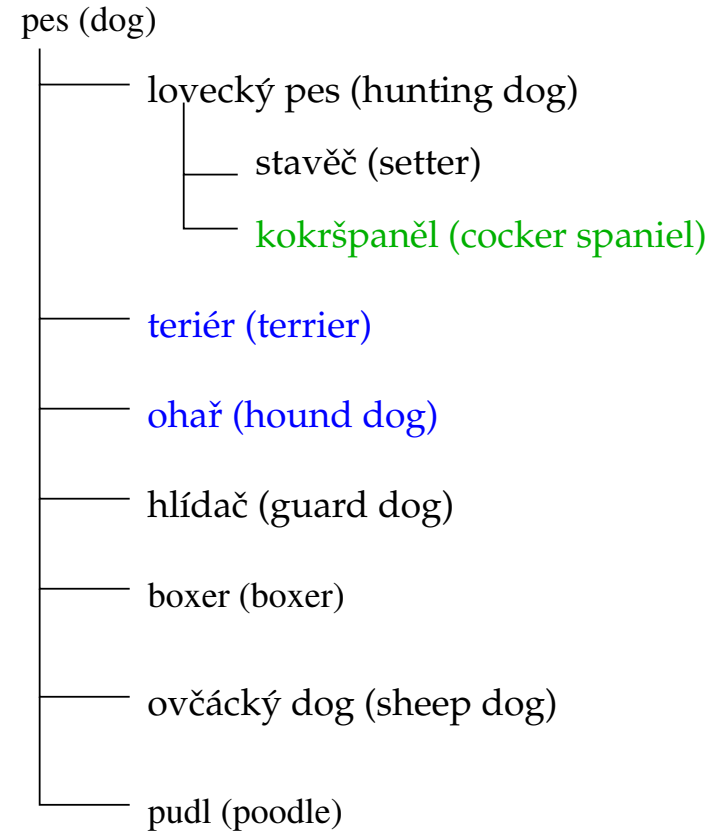 pes (dog)
lovecký pes (hunting dog)
stavěč (setter)
kokršpaněl (cocker spaniel)
teriér (terrier)
ohař (hound dog)
hlídač (guard dog)
boxer (boxer)
ovčácký dog (sheep dog)
pudl (poodle)